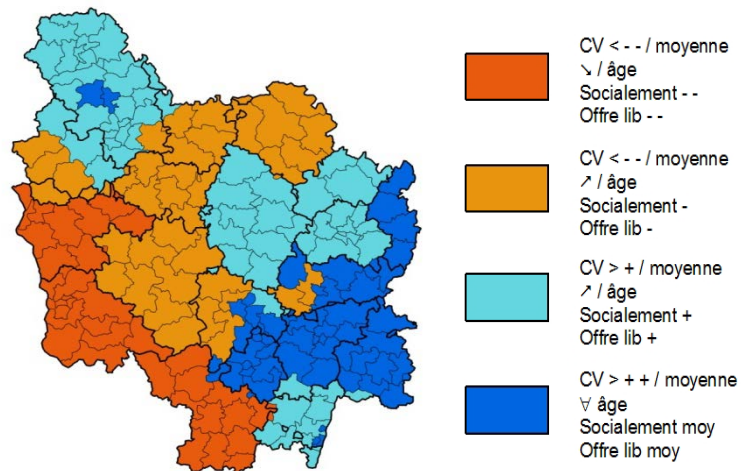 CV < - - / moyenne
↘ / âge
Socialement - -
Offre lib - -
CV < - - / moyenne
↗ / âge
Socialement -
Offre lib -
CV > + / moyenne
↗ / âge
Socialement +
Offre lib +
CV > + + / moyenne
∀ âge
Socialement moy
Offre lib moy